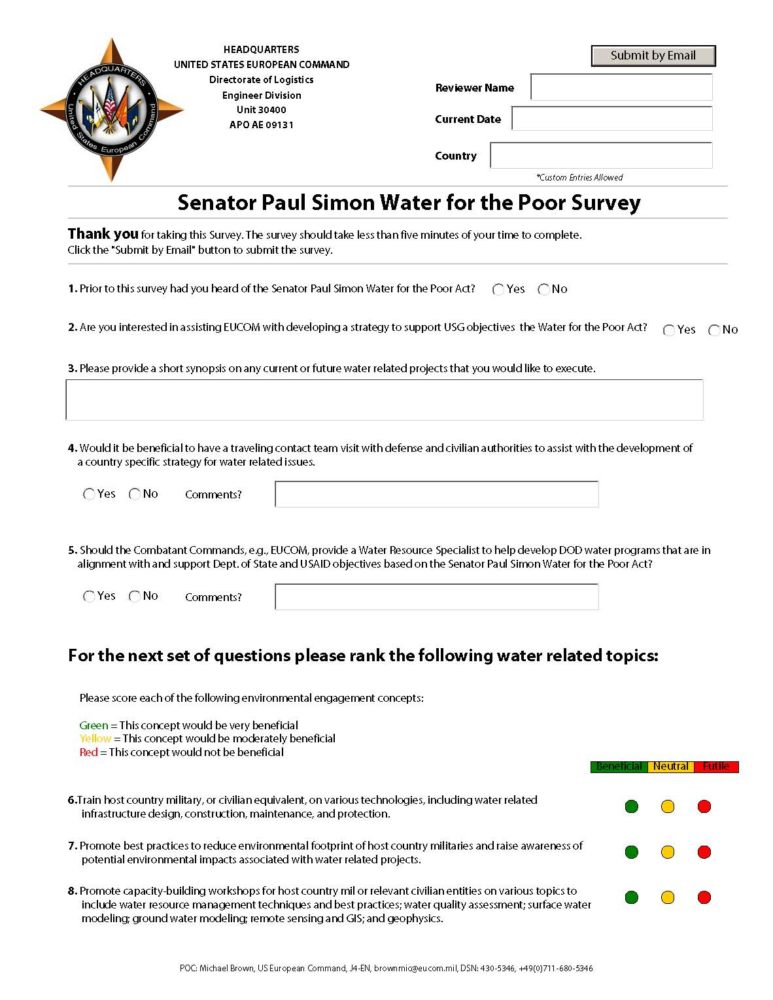 HEADQUARTERS
United States European Command
HEADQUARTERS
UNITED STATES EUROPEAN COMMAND
Directorate of Logistics
Engineer Division
Unit 30400
APO AE 09131
Submit by Email
Reviewer Name
Current Date
Country
*Custom Entries Allowed
Senator Paul Simon Water for the Poor Survey
Thank you for taking this Survey. The survey should take less than five minutes of your time to complete.
Click the "Submit by Email" button to submit the survey.
1. Prior to this survey had you heard of the Senator Paul Simon Water for the Poor Act? Yes No
2. Are you interested in assisting EUCOM with developing a strategy to support USG objectives the Water for the Poor Act? Yes No
3. Please provide a short synopsis on any current or future water related projects that you would like to execute.
4. Would it be beneficial to have a traveling contact team visit with defense and civilian authorities to assist with the development of
a country specific strategy for water related issues.
Yes No Comments?
5. Should the Combatant Commands, e.g., EUCOM, provide a Water Resource Specialist to help develop DOD water programs that are in
alignment with and support Dept. of State and USAID objectives based on the Senator Paul Simon Water for the Poor Act?
Yes No Comments?
For the next set of questions please rank the following water related topics:
Please score each of the following environmental engagement concepts:
Green = This concept would be very beneficial
Yellow = This concept would be moderately beneficial
Red = This concept would not be beneficial
Beneficial Neutral Futile
6.Train host country military, or civilian equivalent, on various technologies, including water related
infrastructure design, construction, maintenance, and protection.
7. Promote best practices to reduce environmental footprint of host country militaries and raise awareness of
potential environmental impacts associated with water related projects.
8. Promote capacity-building workshops for host country mil or relevant civilian entities on various topics to
include water resource management techniques and best practices; water quality assessment; surface water
modeling; ground water modeling; remote sensing and GIS; and geophysics.
POC: Michael Brown, US European Command, J4-EN, brownmic@eucom.mil, DSN: 430-5346, +49(0)711-680-5346